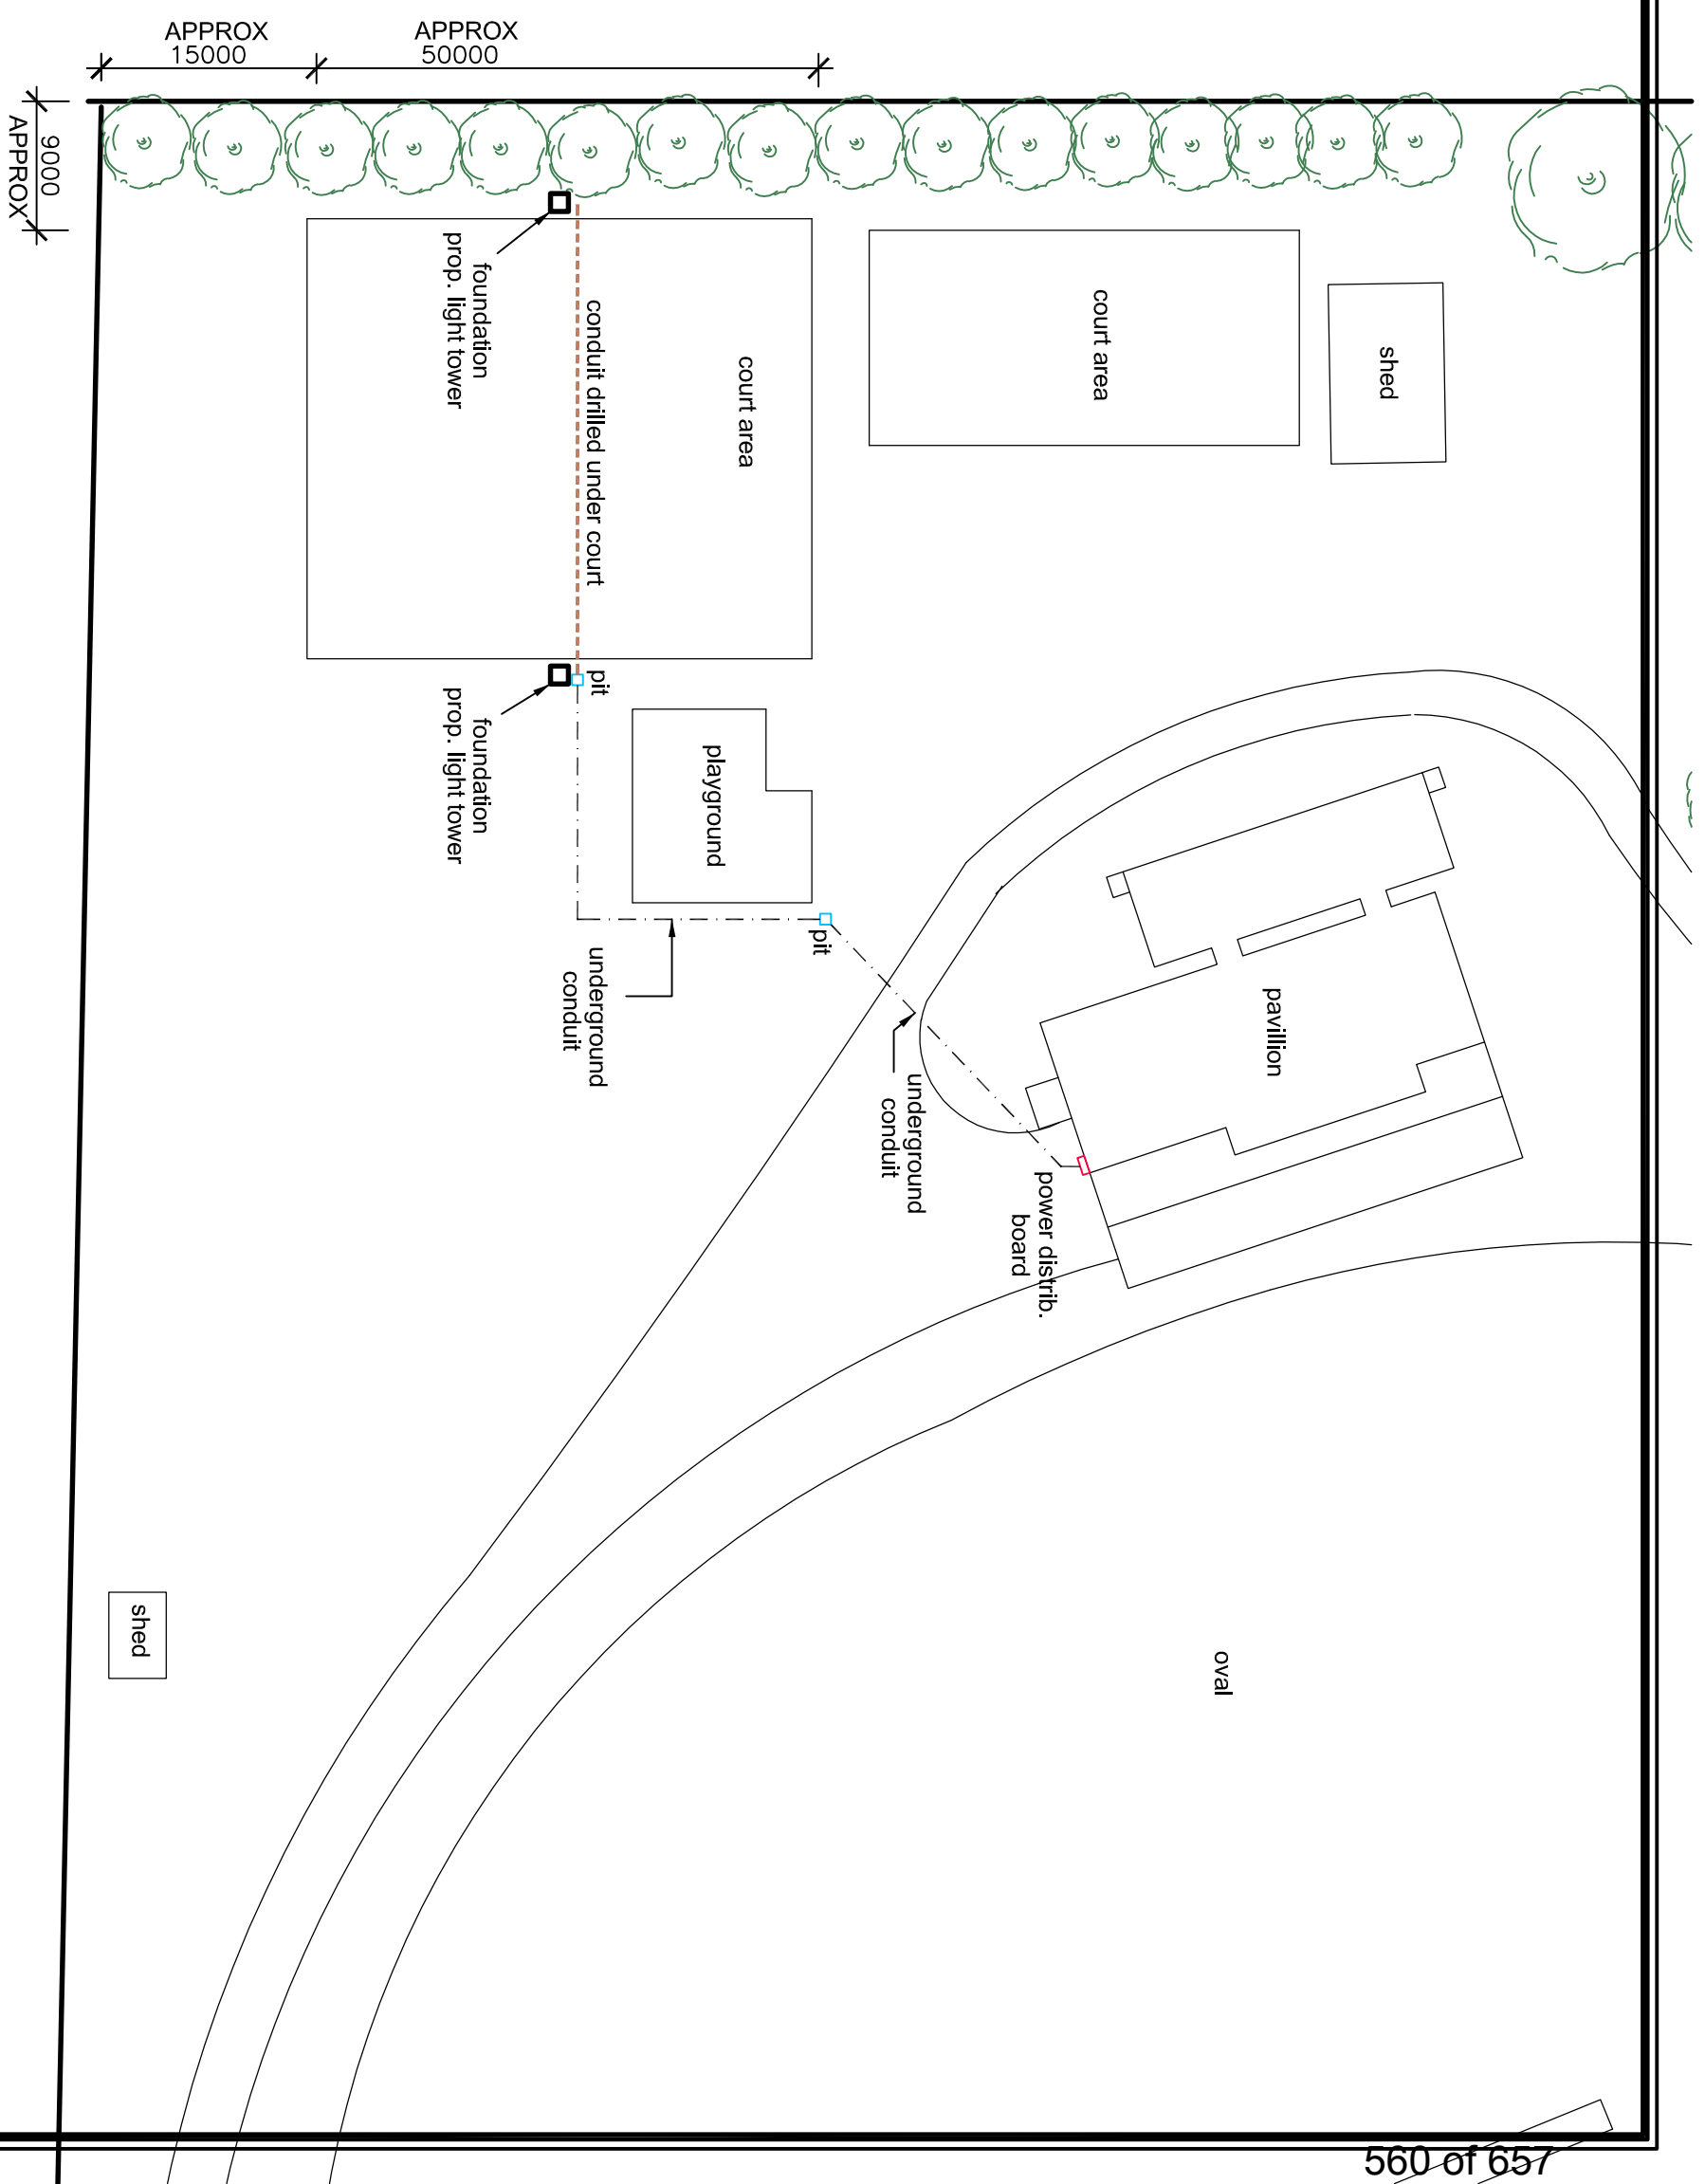 APPROX
15000
APPROX
50000
9000
APPROX
foundation
prop. light tower
conduit drilled under court
court area
court area
shed
pit
foundation
prop. light tower
playground
pit
underground
conduit
underground
conduit
pavillion
power distrib.
board
shed
oval
560 of 657